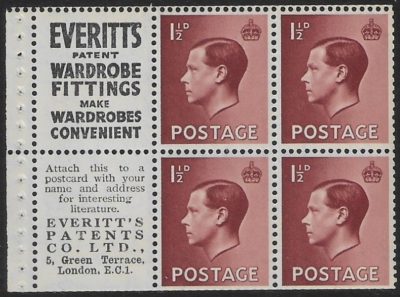 EVERITTS
PATENT
WARDROBE
FITTINGS
MAKE
WARDROBES
CONVENIENT
1½D
POSTAGE
1½D
POSTAGE
Attach this to a
postcard with your
name and address
for interesting
literature.
EVERITT'S
PATENTS
CO. LTD.,
5, Green Terrace,
London, E.C.1.
1½D
POSTAGE
1½D
POSTAGE